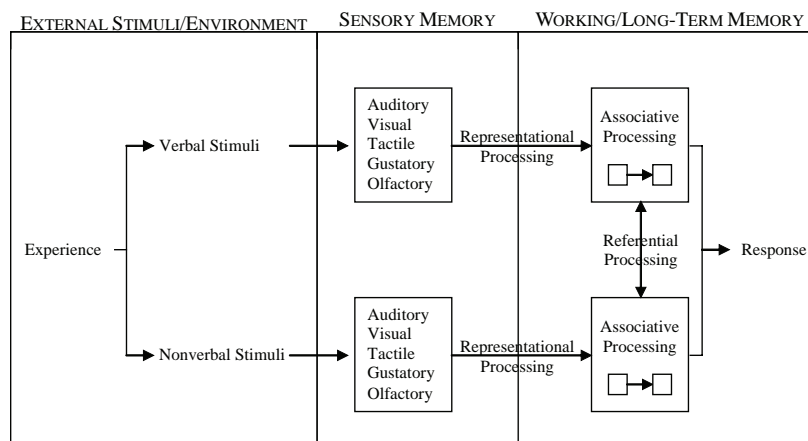 EXTERNAL STIMULI/ENVIRONMENT
SENSORY MEMORY
WORKING/LONG-TERM MEMORY
Experience
Verbal Stimuli
Auditory
Visual
Tactile
Gustatory
Olfactory
Representational
Processing
Associative
Processing
Referential
Processing
Response
Nonverbal Stimuli
Auditory
Visual
Tactile
Gustatory
Olfactory
Representational
Processing
Associative
Processing